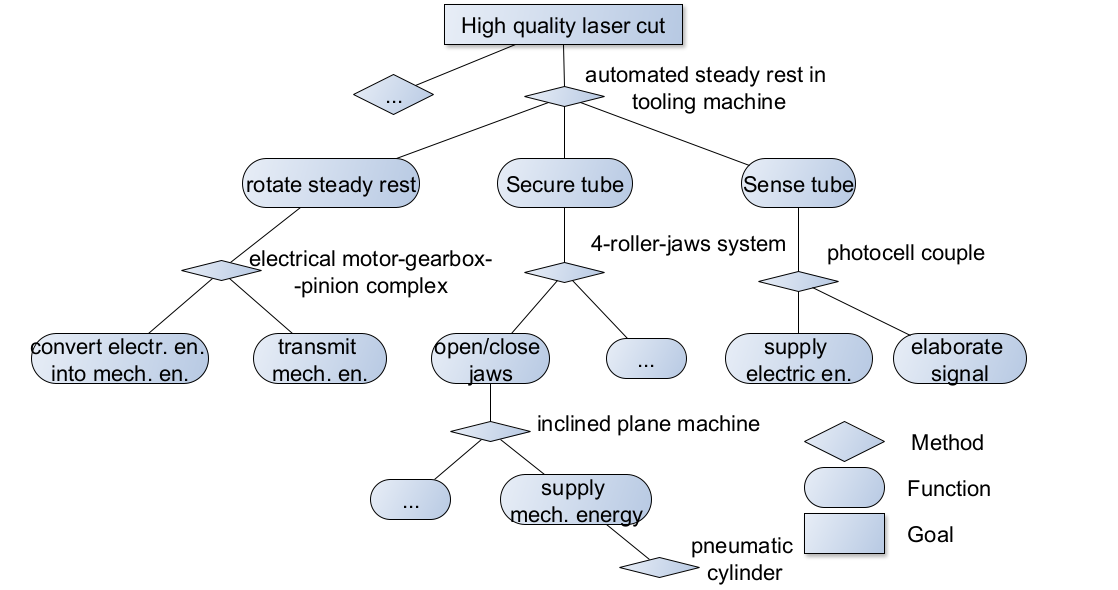 High quality laser cut
...
automated steady rest in
tooling machine
rotate steady rest
Secure tube
Sense tube
electrical motor-gearbox-
-pinion complex
4-roller-jaws system
photocell couple
convert electr. en.
into mech. en.
transmit
mech. en.
open/close
jaws
...
supply
electric en.
elaborate
signal
inclined plane machine
...
supply
mech. energy
pneumatic
cylinder
Method
Function
Goal